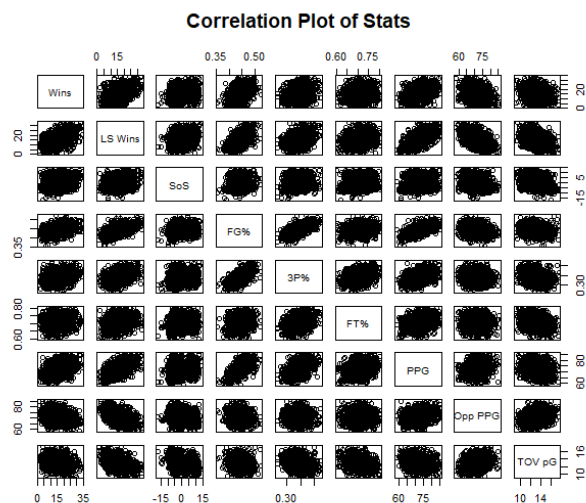 Correlation Plot of Stats
0 15 0.35 0.50 0.60 0.75 60 75
Wins
0 20
LS Wins
0 20
SoS
-15 5
FG%
0.35
3P%
0.30
FT%
0.60 0.80
PPG
60 80
Opp PPG
60 80
TOV pG
10 16
0 10 20 35 -15 0 15 0.30 60 75 10 14